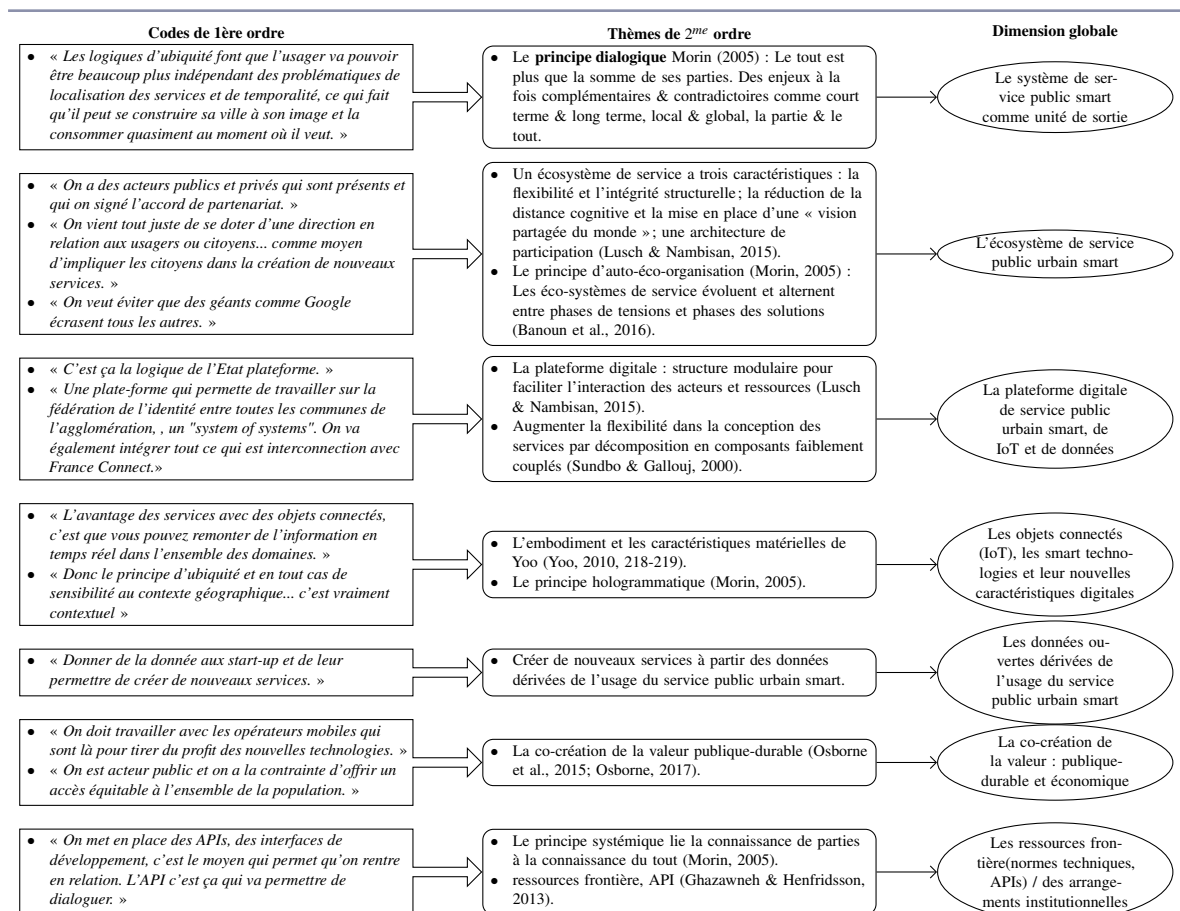 Codes de 1ère ordre
Thèmes de 2me ordre
Dimension globale
• « Les logiques d'ubiquité font que l'usager va pouvoir
être beaucoup plus indépendant des problématiques de
localisation des services et de temporalité, ce qui fait
qu'il peut se construire sa ville à son image et la
consommer quasiment au moment où il veut. »
• Le principe dialogique Morin (2005) : Le tout est
plus que la somme de ses parties. Des enjeux à la
fois complémentaires & contradictoires comme court
terme & long terme, local & global, la partie & le
tout.
Le système de ser-
vice public smart
comme unité de sortie
• « On a des acteurs publics et privés qui sont présents et
qui on signé l'accord de partenariat. »
• « On vient tout juste de se doter d'une direction en
relation aux usagers ou citoyens... comme moyen
d'impliquer les citoyens dans la création de nouveaux
services. »
• « On veut éviter que des géants comme Google
écrasent tous les autres. »
• Un écosystème de service a trois caractéristiques : la
flexibilité et l'intégrité structurelle; la réduction de la
distance cognitive et la mise en place d'une « vision
partagée du monde »; une architecture de
participation (Lusch & Nambisan, 2015).
• Le principe d'auto-éco-organisation (Morin, 2005) :
Les éco-systèmes de service évoluent et alternent
entre phases de tensions et phases des solutions
(Banoun et al., 2016).
L'écosystème de service
public urbain smart
• « C'est ça la logique de l'Etat plateforme. »
• « Une plate-forme qui permette de travailler sur la
fédération de l'identité entre toutes les communes de
l'agglomération, , un "system of systems". On va
également intégrer tout ce qui est interconnection avec
France Connect.»
• La plateforme digitale : structure modulaire pour
faciliter l'interaction des acteurs et ressources (Lusch
& Nambisan, 2015).
• Augmenter la flexibilité dans la conception des
services par décomposition en composants faiblement
couplés (Sundbo & Gallouj, 2000).
La plateforme digitale
de service public
urbain smart, de
IoT et de données
• « L'avantage des services avec des objets connectés,
c'est que vous pouvez remonter de l'information en
temps réel dans l'ensemble des domaines. »
• « Donc le principe d'ubiquité et en tout cas de
sensibilité au contexte géographique... c'est vraiment
contextuel »
• L'embodiment et les caractéristiques matérielles de
Yoo (Yoo, 2010, 218-219).
• Le principe hologrammatique (Morin, 2005).
Les objets connectés
(IoT), les smart techno-
logies et leur nouvelles
caractéristiques digitales
• « Donner de la donnée aux start-up et de leur
permettre de créer de nouveaux services. »
• Créer de nouveaux services à partir des données
dérivées de l'usage du service public urbain smart.
Les données ou-
vertes dérivées de
l'usage du service
public urbain smart
• « On doit travailler avec les opérateurs mobiles qui
sont là pour tirer du profit des nouvelles technologies. »
• « On est acteur public et on a la contrainte d'offrir un
accès équitable à l'ensemble de la population. »
• La co-création de la valeur publique-durable (Osborne
et al., 2015; Osborne, 2017).
La co-création de
la valeur : publique-
durable et économique
• « On met en place des APIs, des interfaces de
développement, c'est le moyen qui permet qu'on rentre
en relation. L'API c'est ça qui va permettre de
dialoguer. »
• Le principe systémique lie la connaissance de parties
à la connaissance du tout (Morin, 2005).
• ressources frontière, API (Ghazawneh & Henfridsson,
2013).
Les ressources fron-
tière(normes techniques,
APIs) / des arrange-
ments institutionnelles